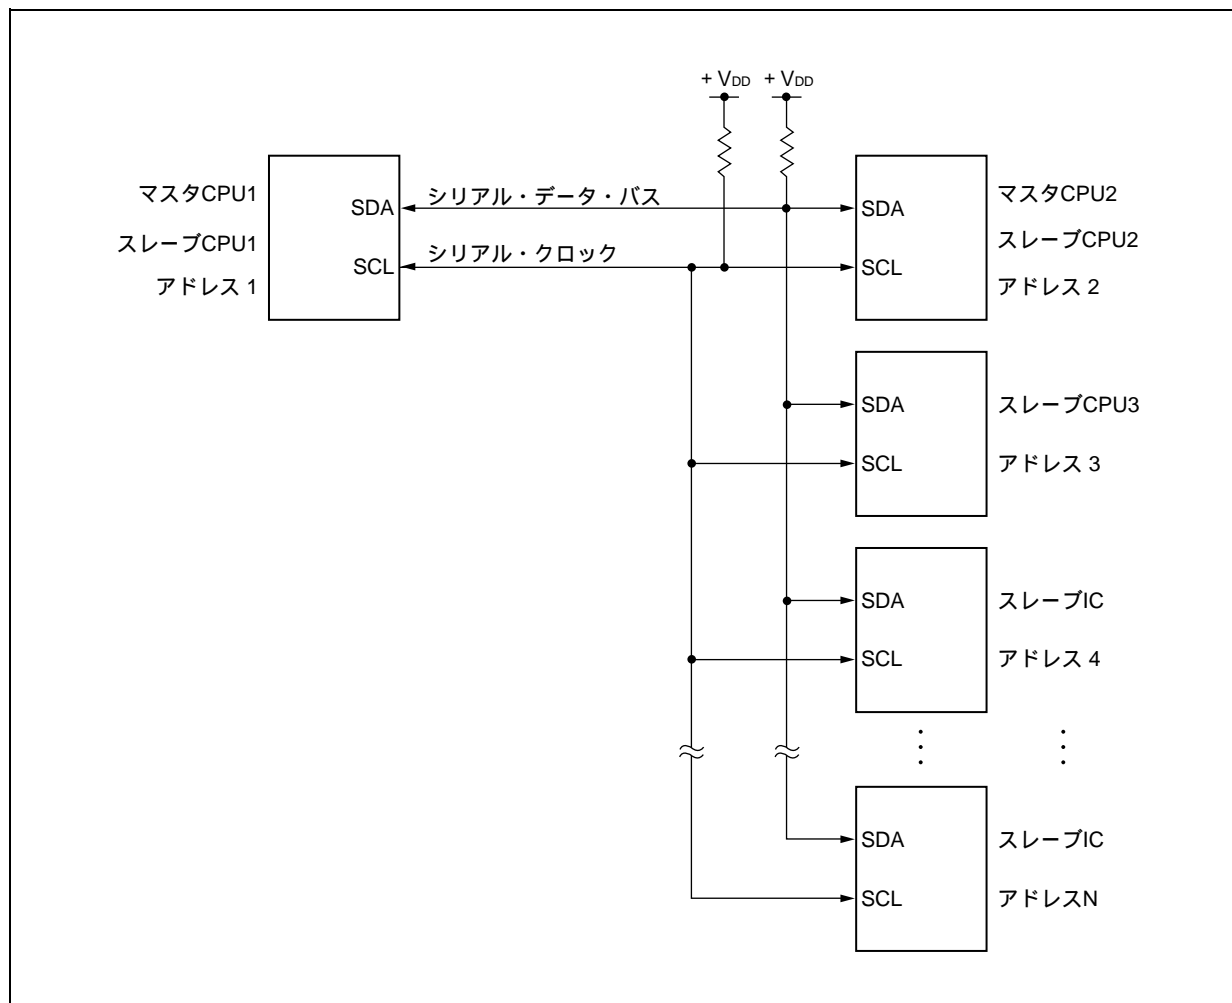 + VDD + VDD
マスタCPU1
スレーブCPU1
アドレス 1
SDA
SCL
シリアル・データ・バス
シリアル・クロック
SDA
SCL
マスタCPU2
スレーブCPU2
アドレス 2
SDA
SCL
スレーブCPU3
アドレス 3
SDA
SCL
スレーブIC
アドレス 4
SDA
SCL
スレーブIC
アドレスN